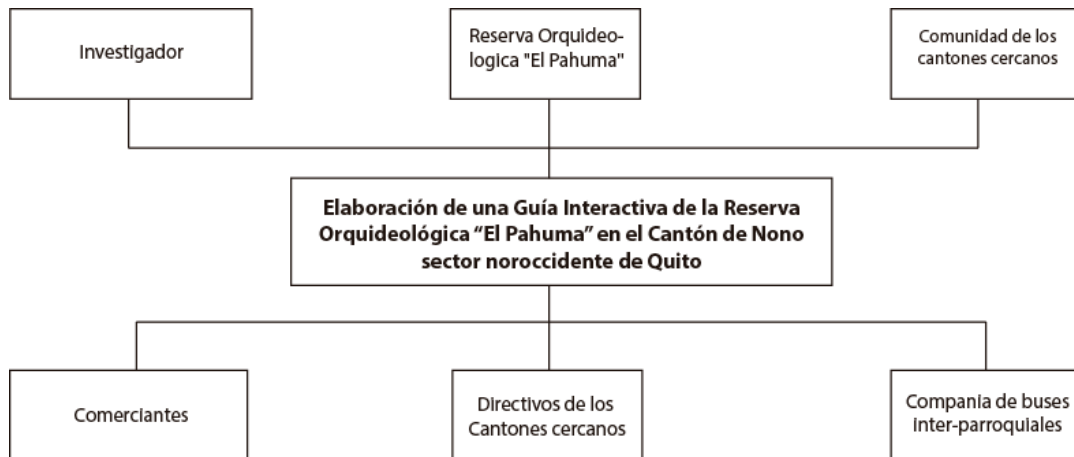 Investigador
Reserva Orquideo-
logica "El Pahuma"
Comunidad de los
cantones cercanos
Elaboración de una Guía Interactiva de la Reserva
Orquideológica “El Pahuma” en el Cantón de Nono
sector noroccidente de Quito
Comerciantes
Directivos de los
Cantones cercanos
Compania de buses
inter-parroquiales